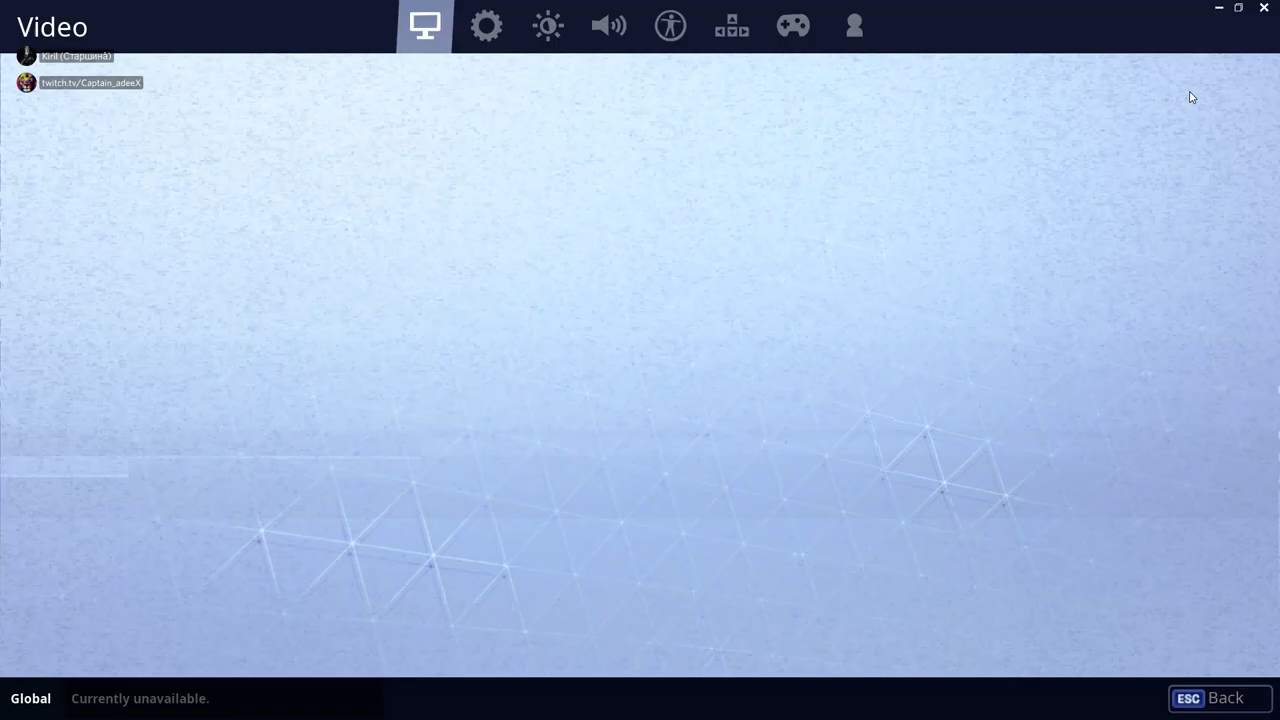 Video
Kiril (Старшина)
twitch.tv/Captain_adeeX
Global Currently unavailable.
ESC Back